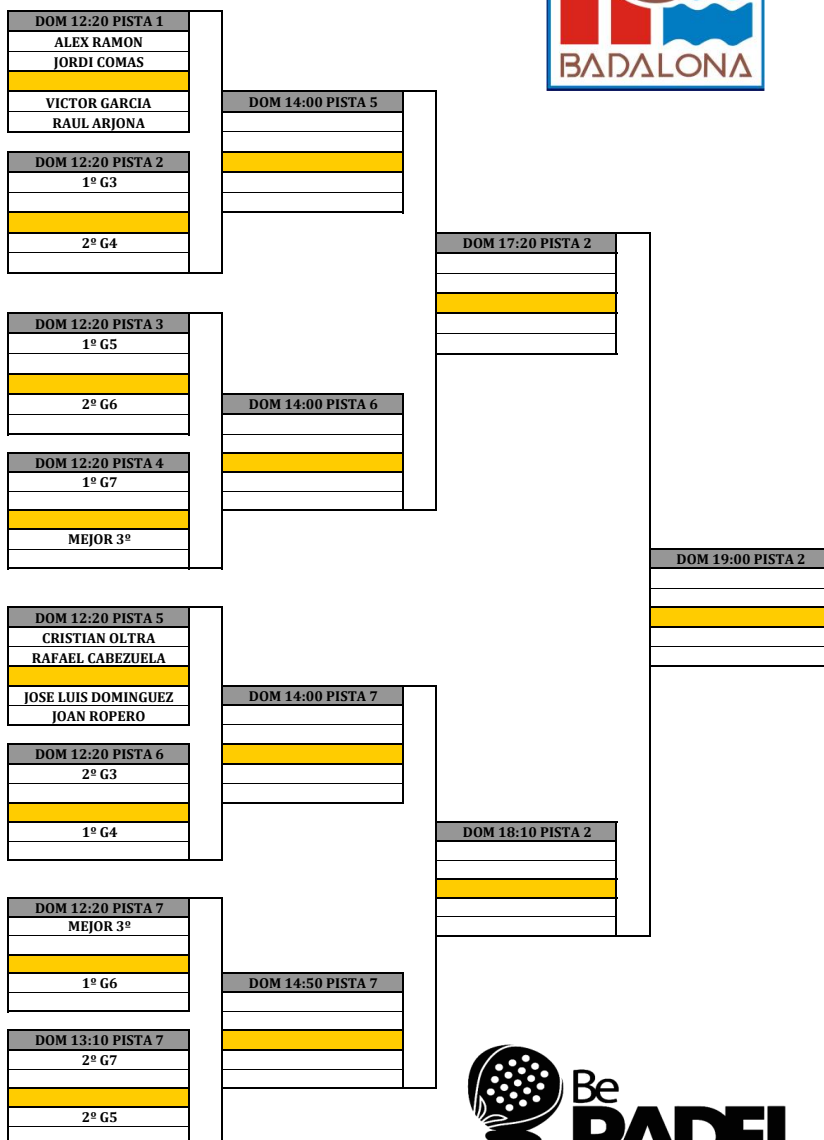 DOM 12:20 PISTA 1
ALEX RAMON
JORDI COMAS
VICTOR GARCIA
RAUL ARJONA
DOM 12:20 PISTA 2
1º G3
2º G4
DOM 12:20 PISTA 3
1º G5
2º G6
DOM 12:20 PISTA 4
1º G7
MEJOR 3º
DOM 12:20 PISTA 5
CRISTIAN OLTRA
RAFAEL CABEZUELA
JOSE LUIS DOMINGUEZ
JOAN ROPERO
DOM 12:20 PISTA 6
2º G3
1º G4
DOM 12:20 PISTA 7
MEJOR 3º
1º G6
DOM 13:10 PISTA 7
2º G7
2º G5
DOM 14:00 PISTA 5
DOM 14:00 PISTA 6
DOM 14:00 PISTA 7
DOM 14:50 PISTA 7
DOM 17:20 PISTA 2
DOM 18:10 PISTA 2
DOM 19:00 PISTA 2
BADALONA
Be
PADEL